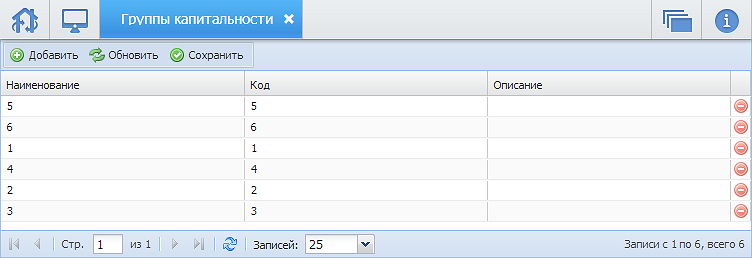 Группы капитальности
Добавить Обновить Сохранить
Наименование Код Описание
5 5
6 6
1 1
4 4
2 2
3 3
Стр. 1 из 1 Записей: 25 Записи с 1 по 6, всего 6